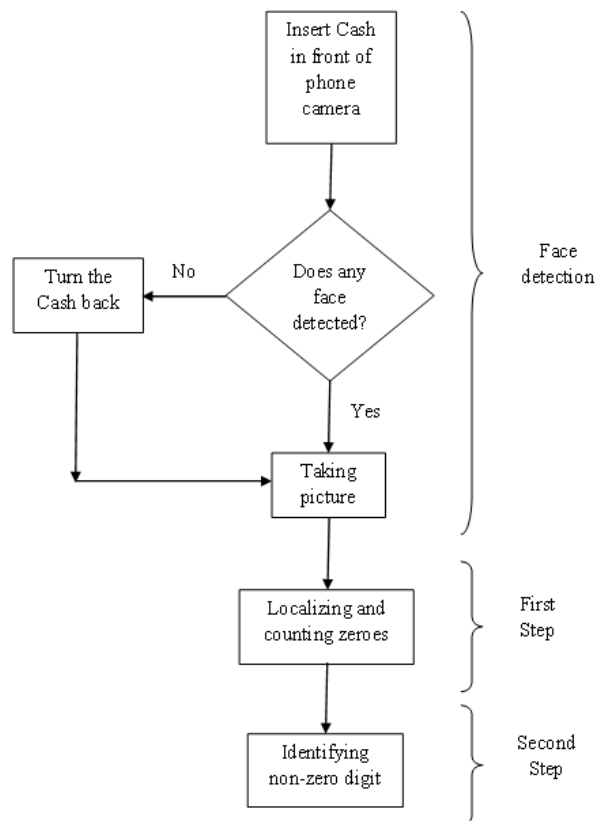 Insert Cash
in front of
phone
camera
Face
detection
Does any
face
detected?
No
Turn the
Cash back
Yes
Taking
picture
Localizing and
counting zeroes
First
Step
Identifying
non-zero digit
Second
Step